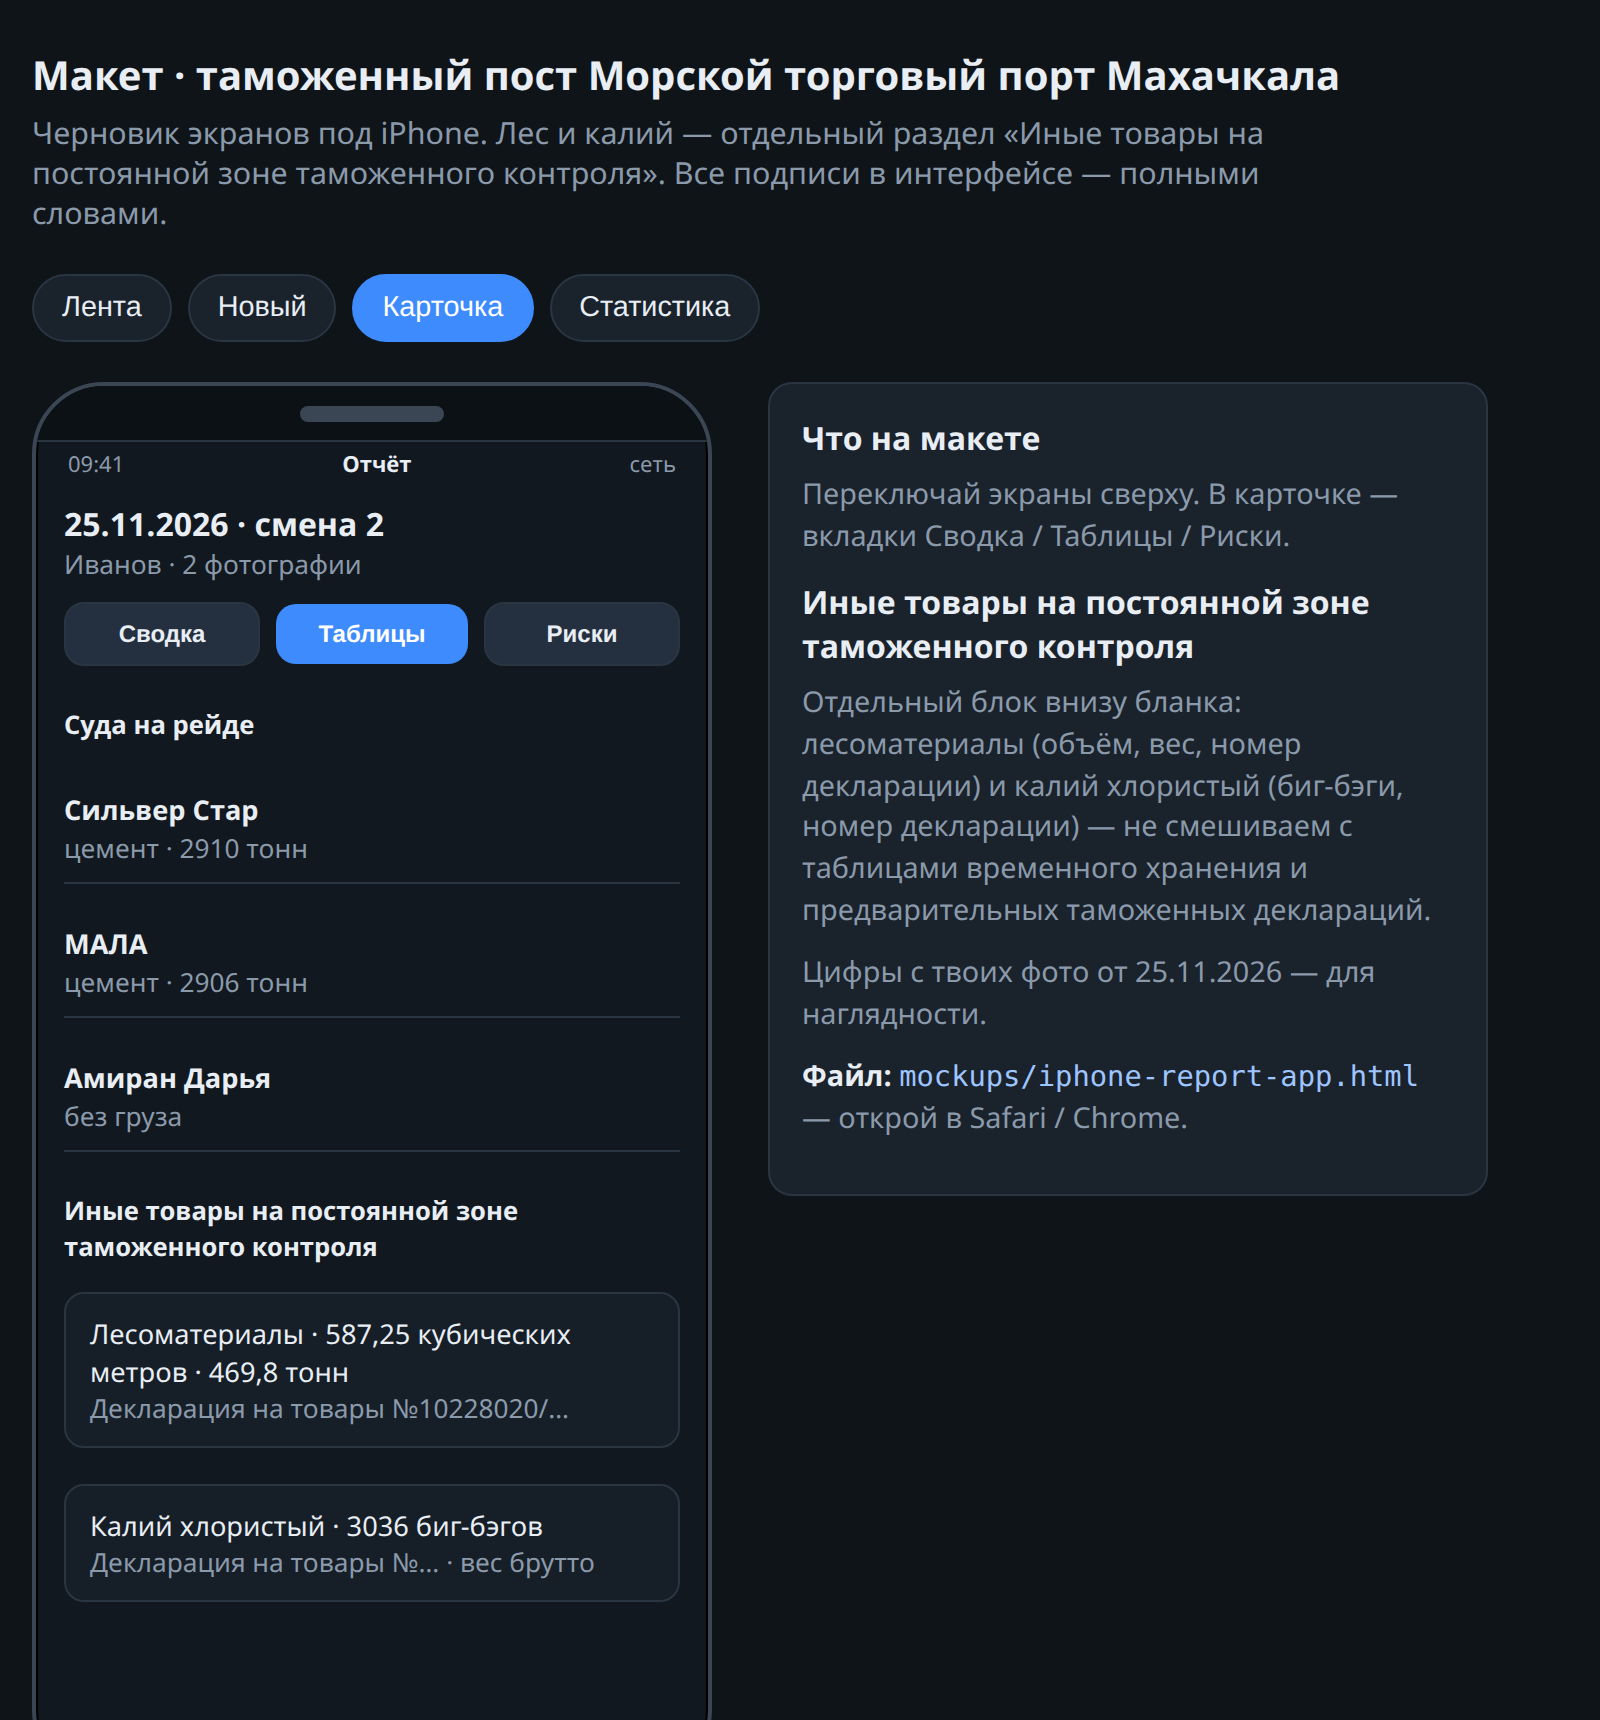 Макет · таможенный пост Морской торговый порт Махачкала
Черновик экранов под iPhone. Лес и калий — отдельный раздел «Иные товары на
постоянной зоне таможенного контроля». Все подписи в интерфейсе — полными
словами.
Лента
Новый
Карточка
Статистика
09:41
Отчёт
сеть
25.11.2026 · смена 2
Иванов · 2 фотографии
Сводка
Таблицы
Риски
Суда на рейде
Сильвер Стар
цемент · 2910 тонн
МАЛА
цемент · 2906 тонн
Амиран Дарья
без груза
Иные товары на постоянной зоне
таможенного контроля
Лесоматериалы · 587,25 кубических
метров · 469,8 тонн
Декларация на товары №10228020/…
Калий хлористый · 3036 биг-бэгов
Декларация на товары №… · вес брутто
Что на макете
Переключай экраны сверху. В карточке —
вкладки Сводка / Таблицы / Риски.
Иные товары на постоянной зоне
таможенного контроля
Отдельный блок внизу бланка:
лесоматериалы (объём, вес, номер
декларации) и калий хлористый (биг-бэги,
номер декларации) — не смешиваем с
таблицами временного хранения и
предварительных таможенных деклараций.
Цифры с твоих фото от 25.11.2026 — для
наглядности.
Файл: mockups/iphone-report-app.html
— открой в Safari / Chrome.